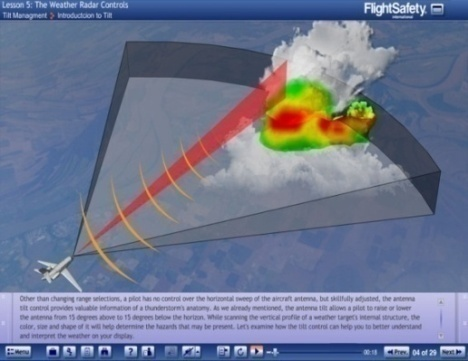 Lesson 5: The Weather Radar Controls
FlightSafety
international
Tilt Managment > Introductcion to Tilt
Other than changing range selections, a pilot has no control over the horizontal sweep of the aircraft antenna, but skillfully adjusted, the antenna
tilt control provides valuable information of a thunderstorm's anatomy. As we already mentioned, the antenna tilt allows a pilot to raise or lower
the antenna from 15 degrees above to 15 degrees below the horizon. While scanning the vertical profile of a weather target's internal structure, the
color, size and shape of it will help determine the hazards that may be present. Let's examine how the tilt control can help you to better understand
and interpret the weather on your display.
Menu
00:18
04 of 29
Prev
Next